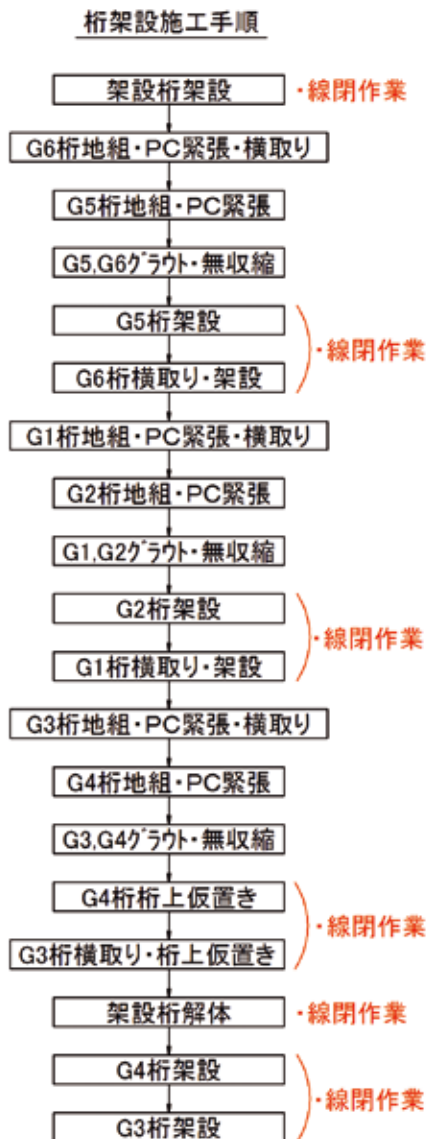 桁架設施工手順
架設桁架設
・線閉作業
G6桁地組・PC緊張・横取り
G5桁地組・PC緊張
G5,G6グラウト・無収縮
G5桁架設
・線閉作業
G6桁横取り・架設
G1桁地組・PC緊張・横取り
G2桁地組・PC緊張
G1,G2グラウト・無収縮
G2桁架設
・線閉作業
G1桁横取り・架設
G3桁地組・PC緊張・横取り
G4桁地組・PC緊張
G3,G4グラウト・無収縮
G4桁桁上仮置き
・線閉作業
G3桁横取り・桁上仮置き
架設桁解体
・線閉作業
G4桁架設
・線閉作業
G3桁架設